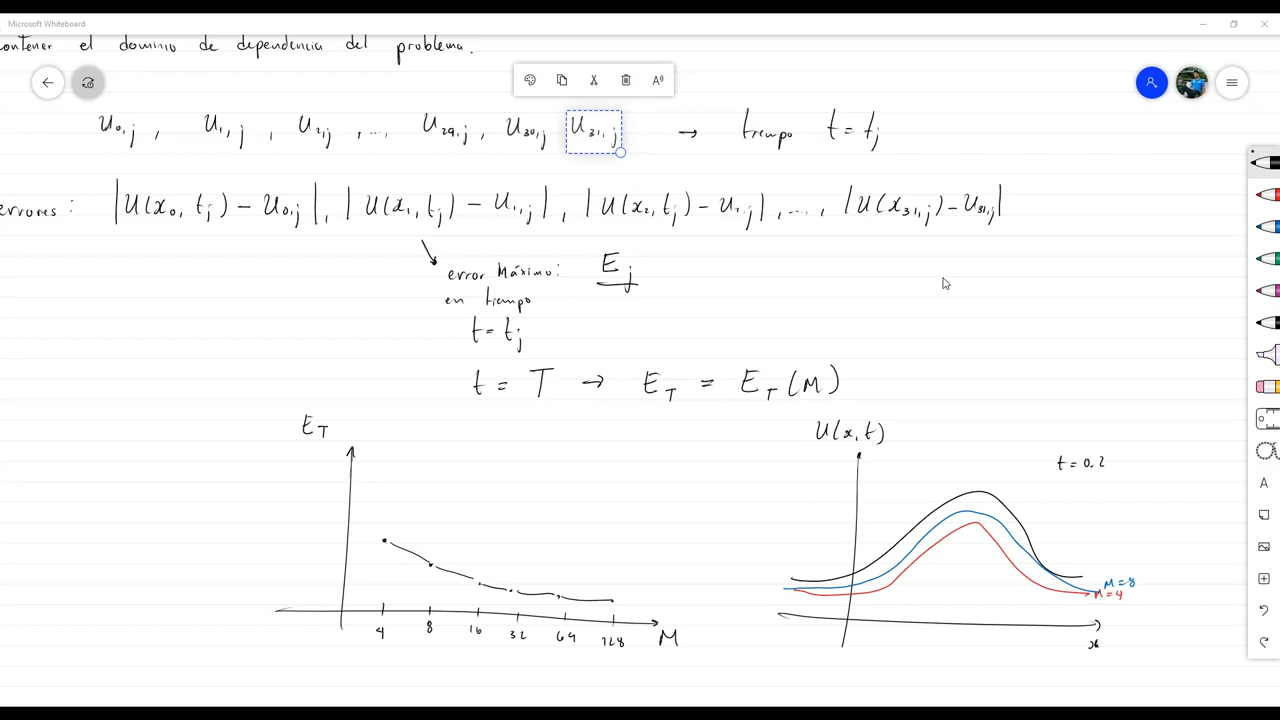 Microsoft Whiteboard
contener el dominio de dependencia del problema.
U0,j , U1,j , U2,j , ... , U29,j , U30,j U31,j → tiempo t = tj
errores: |U(x0, tj) - U0,j| , |U(x1, tj) - U1,j| , |U(x2, tj) - U2,j| , ... , |U(x31,j) - U31,j|
error Máximo: Ej
en tiempo
t = tj
t = T → ET = ET(M)
ET
U(x,t)
t = 0.2
M=8
M=4
4 8 16 32 64 128 M
x